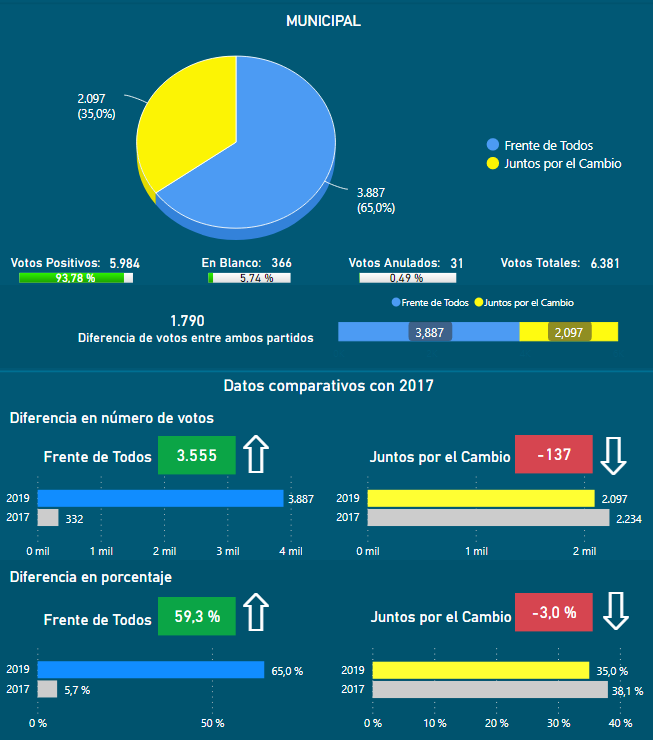 MUNICIPAL
2.097
(35,0%)
Frente de Todos
Juntos por el Cambio
3.887
(65,0%)
Votos Positivos: 5.984
93,78 %
En Blanco: 366
5,74 %
Votos Anulados: 31
0,49 %
Votos Totales: 6.381
1.790
Diferencia de votos entre ambos partidos
Frente de Todos Juntos por el Cambio
3,887 2,097
Datos comparativos con 2017
Diferencia en número de votos
Frente de Todos 3.555
2019 3.887
2017 332
0 mil 1 mil 2 mil 3 mil 4 mil
Juntos por el Cambio -137
2019 2.097
2017 2.234
0 mil 1 mil 2 mil
Diferencia en porcentaje
Frente de Todos 59,3 %
2019 65,0 %
2017 5,7 %
0 % 50 %
Juntos por el Cambio -3,0 %
2019 35,0 %
2017 38,1 %
0 % 10 % 20 % 30 % 40 %